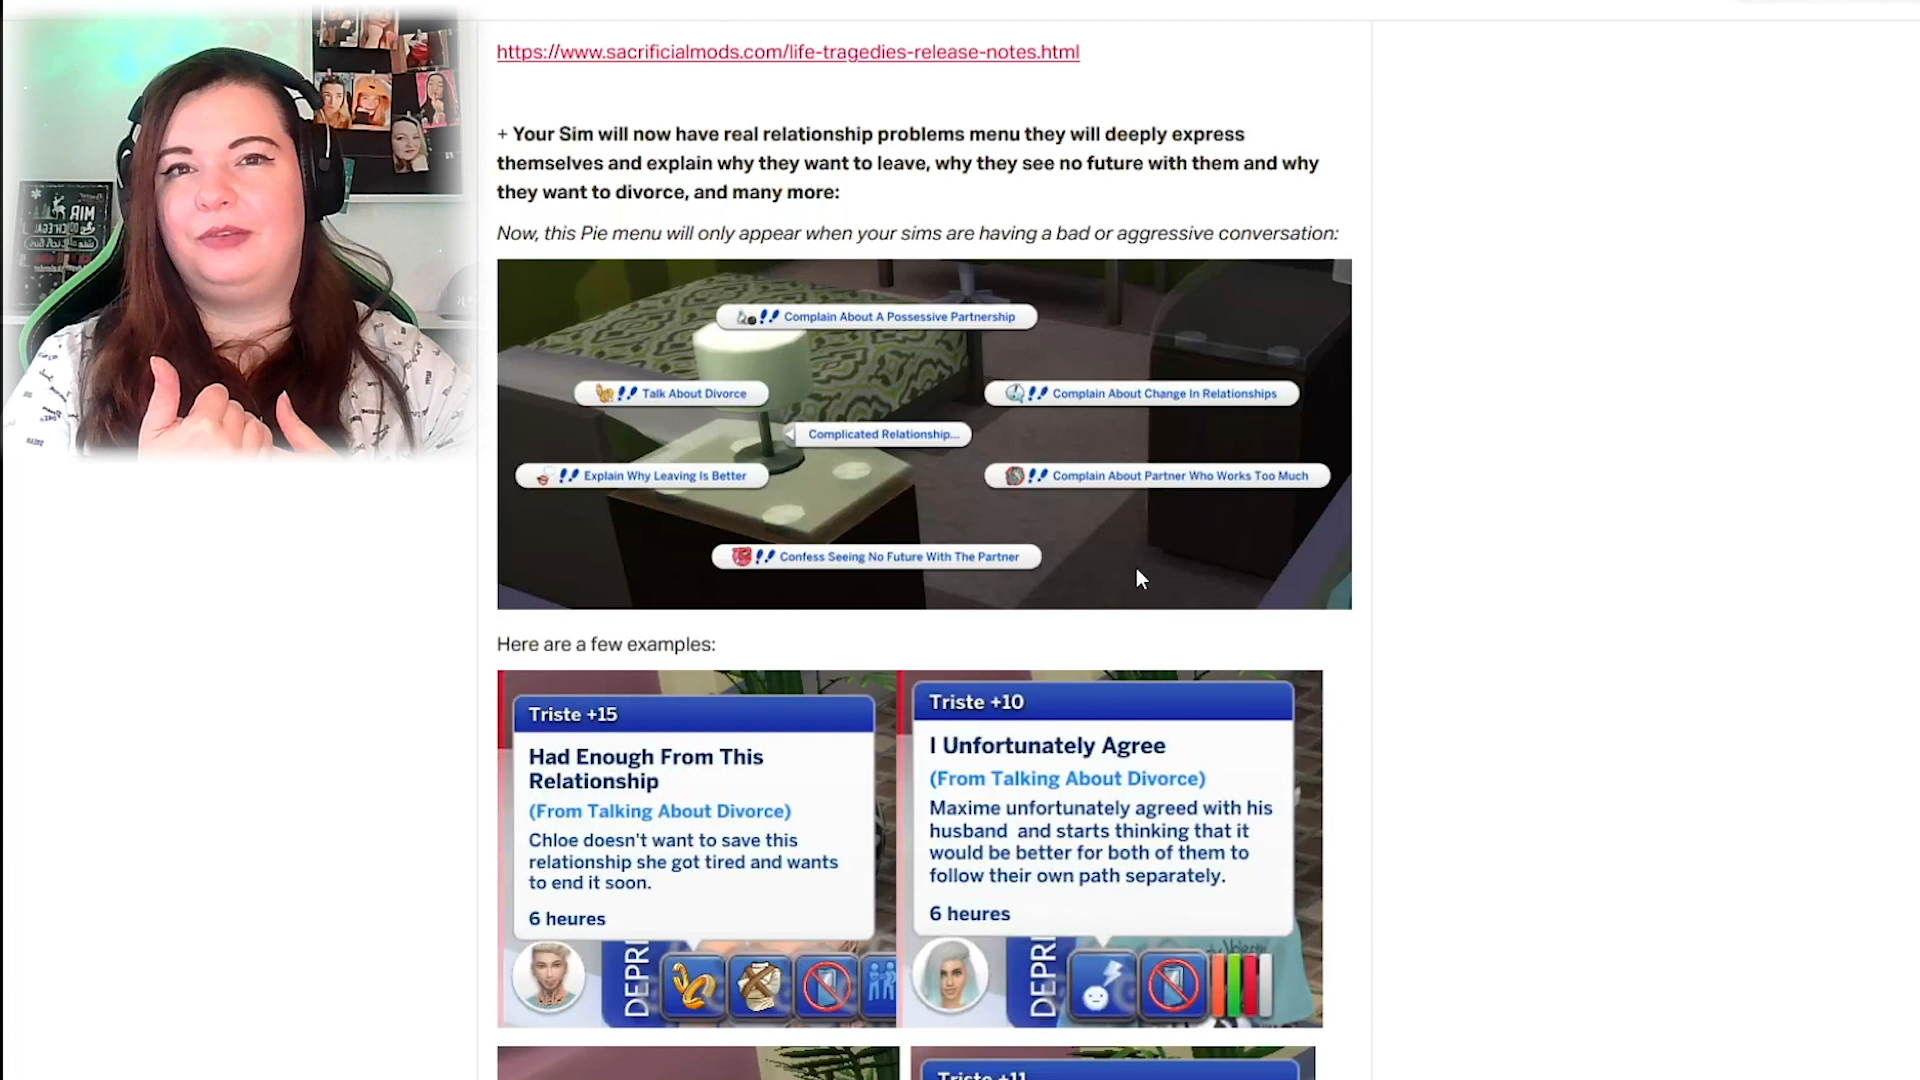 https://www.sacrificialmods.com/life-tragedies-release-notes.html
+ Your Sim will now have real relationship problems menu they will deeply express
themselves and explain why they want to leave, why they see no future with them and why
they want to divorce, and many more:
Now, this Pie menu will only appear when your sims are having a bad or aggressive conversation:
Complain About A Possessive Partnership
Talk About Divorce
Complain About Change In Relationships
Complicated Relationship...
Explain Why Leaving Is Better
Complain About Partner Who Works Too Much
Confess Seeing No Future With The Partner
Here are a few examples:
Triste +15
Had Enough From This
Relationship
(From Talking About Divorce)
Chloe doesn't want to save this
relationship she got tired and wants
to end it soon.
6 heures
DEPRI
Triste +10
I Unfortunately Agree
(From Talking About Divorce)
Maxime unfortunately agreed with his
husband and starts thinking that it
would be better for both of them to
follow their own path separately.
6 heures
DEPRI
Triste +11
MIR